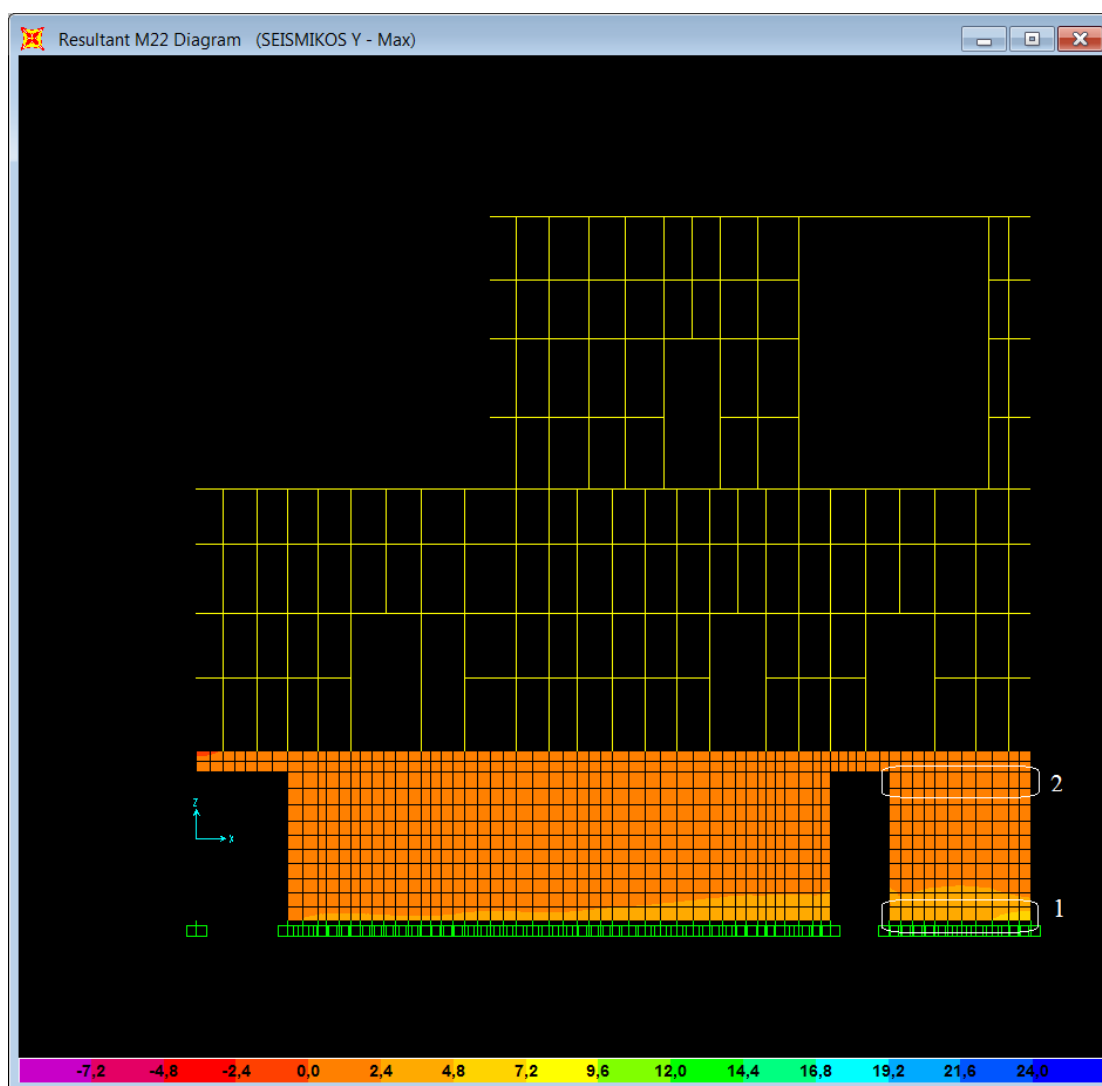 Resultant M22 Diagram (SEISMIKOS Y - Max)
2
Z
X
1
-7,2 -4,8 -2,4 0,0 2,4 4,8 7,2 9,6 12,0 14,4 16,8 19,2 21,6 24,0